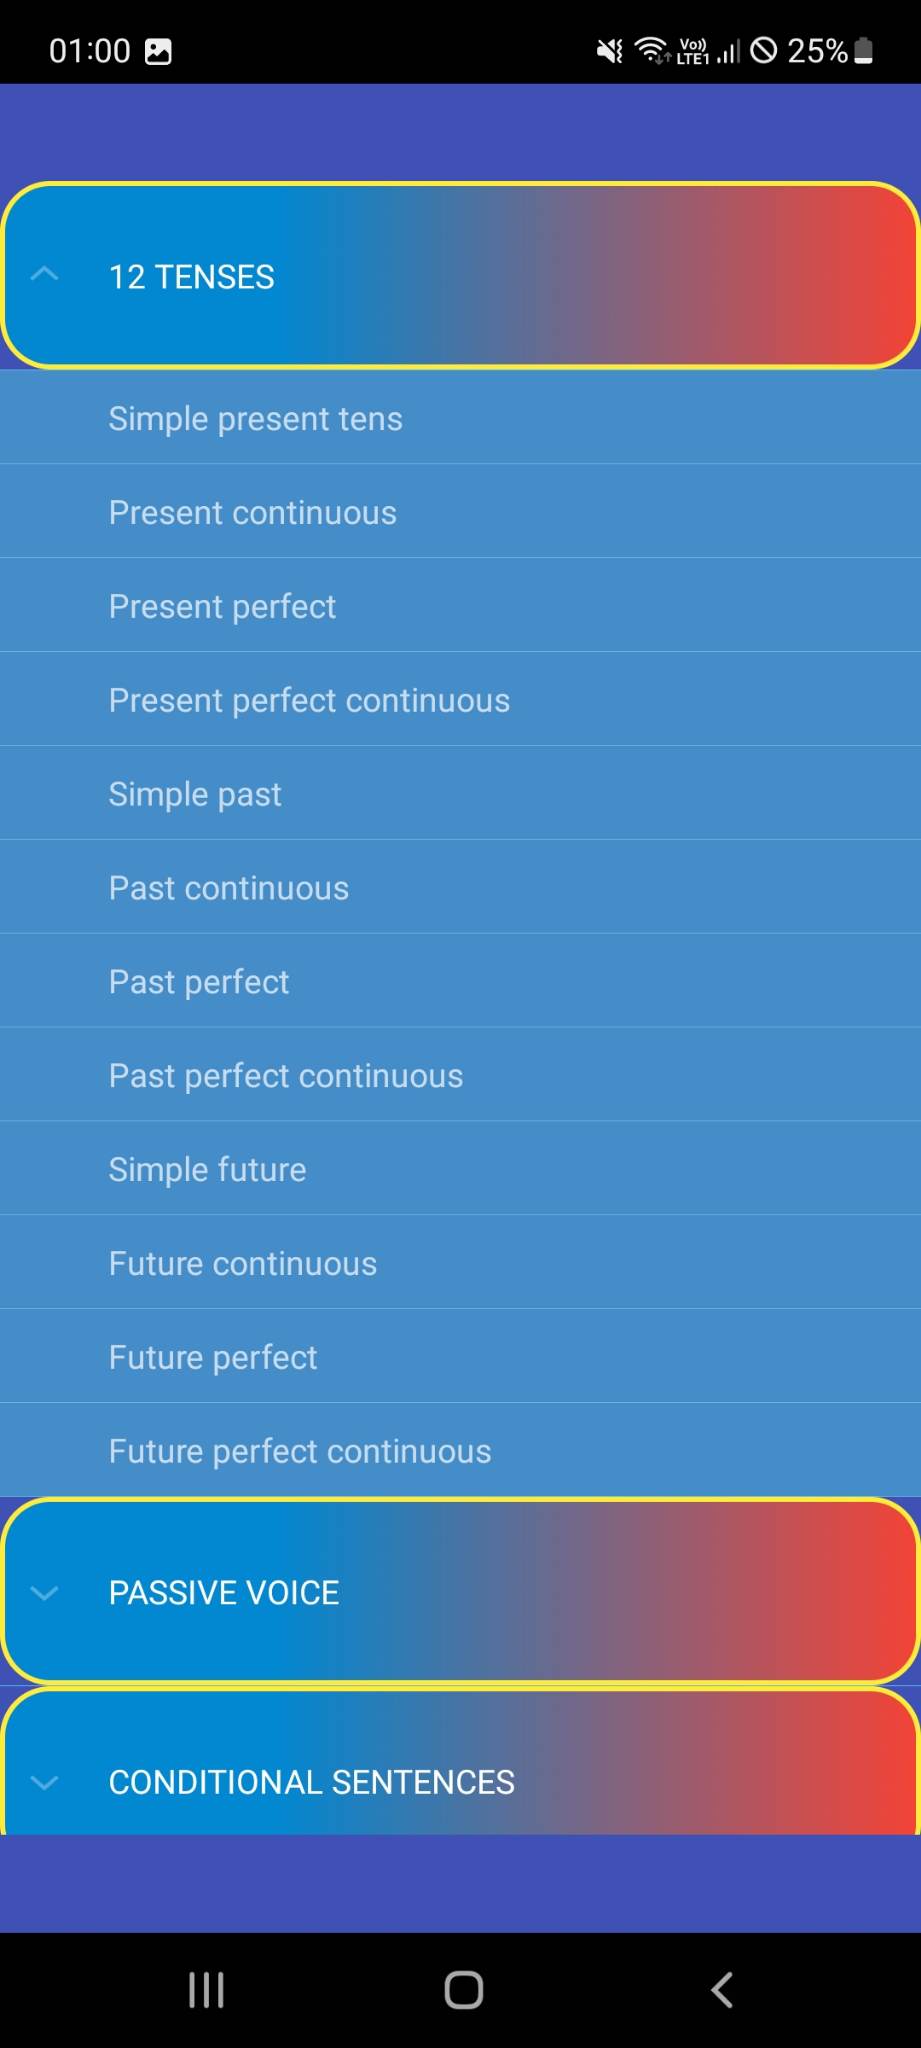 01:00
Vo)) LTE1 25%
12 TENSES
Simple present tens
Present continuous
Present perfect
Present perfect continuous
Simple past
Past continuous
Past perfect
Past perfect continuous
Simple future
Future continuous
Future perfect
Future perfect continuous
PASSIVE VOICE
CONDITIONAL SENTENCES